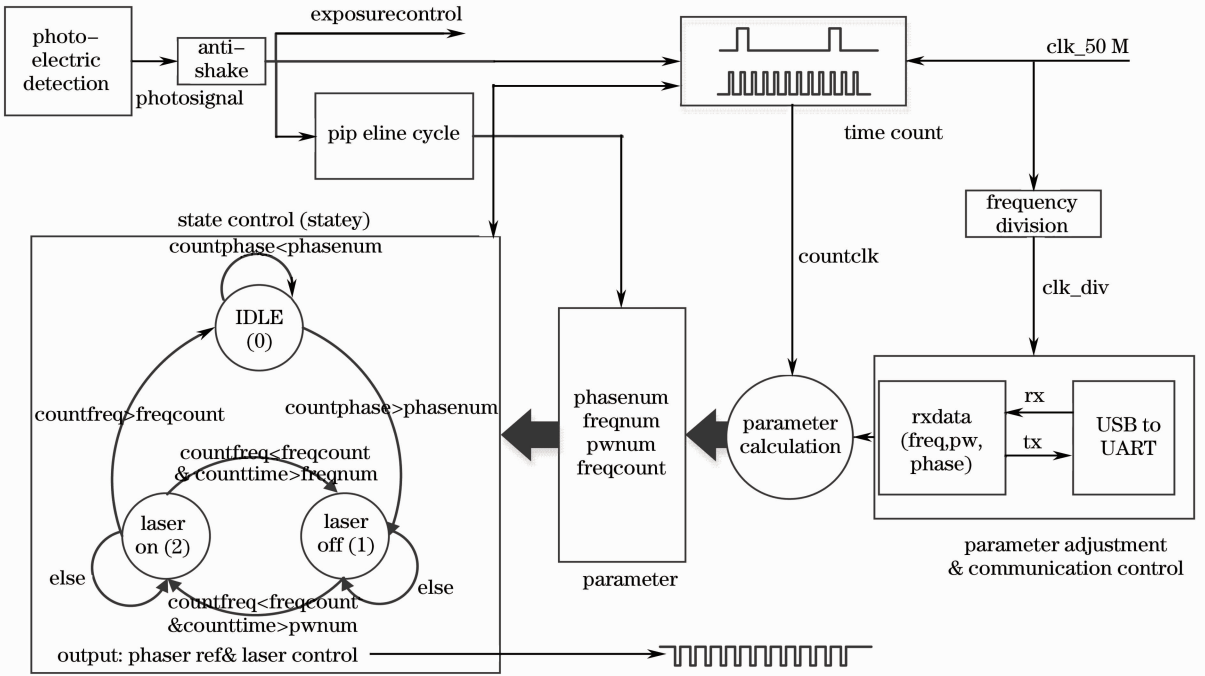 exposurecontrol
photo-
electric
detection
anti-
shake
photosignal
clk_50 M
pip eline cycle
time count
frequency
division
state control (statey)
countphase<phasenum
countclk
clk_div
IDLE
(0)
countfreq>freqcount
countphase>phasenum
phasenum
freqnum
pwnum
freqcount
parameter
calculation
rxdata
(freq,pw,
phase)
rx
tx
USB to
UART
countfreq<freqcount
& counttime>freqnum
laser
on (2)
laser
off (1)
else
else
countfreq<freqcount
&counttime>pwnum
parameter
parameter adjustment
& communication control
output: phaser ref& laser control